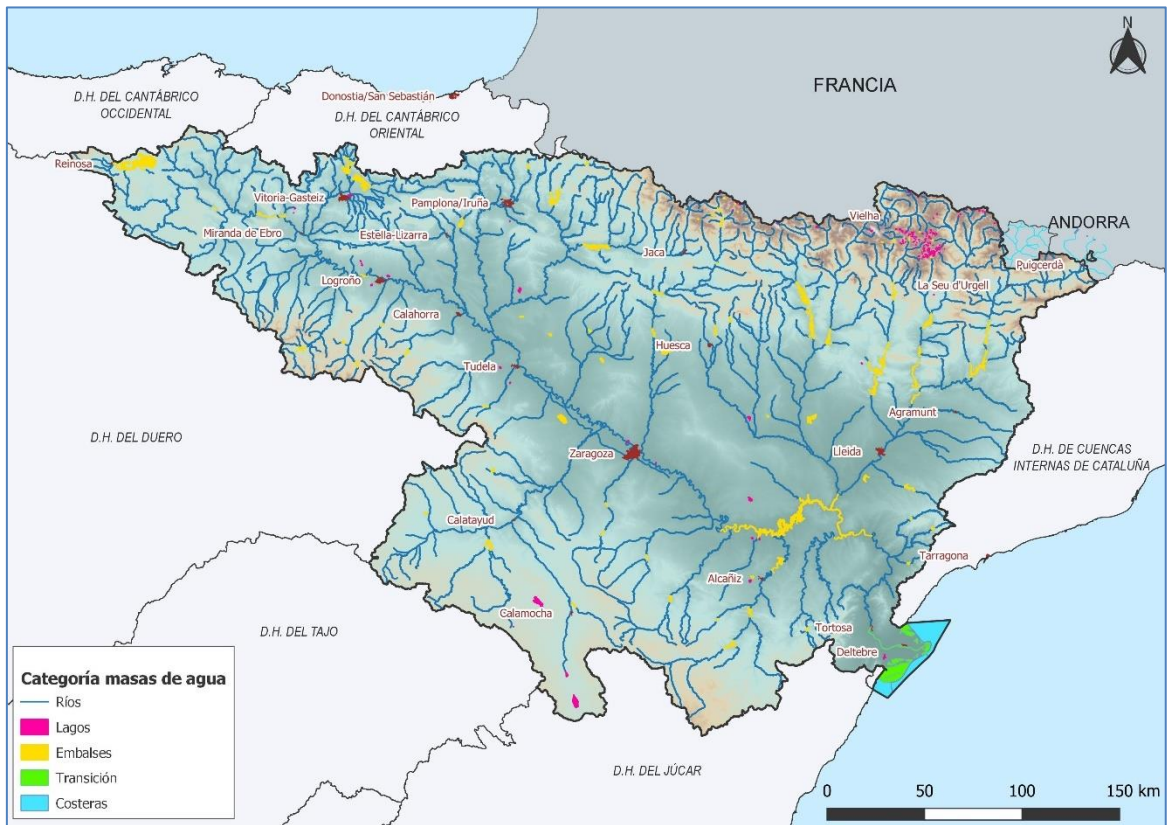 N
FRANCIA
D.H. DEL CANTÁBRICO
OCCIDENTAL
Donostia/San Sebastián
D.H. DEL CANTÁBRICO
ORIENTAL
Reinosa
Vitoria-Gasteiz
Pamplona/Iruña
Vielha
ANDORRA
Miranda de Ebro
Estella-Lizarra
Jaca
Puigcerdà
Logroño
La Seu d'Urgell
Calahorra
Huesca
Tudela
Agramunt
D.H. DEL DUERO
Zaragoza
Lleida
D.H. DE CUENCAS
INTERNAS DE CATALUÑA
Calatayud
Tarragona
Alcañiz
Calamocha
D.H. DEL TAJO
Tortosa
Deltebre
Categoría masas de agua
Ríos
Lagos
Embalses
Transición
Costeras
D.H. DEL JÚCAR
0 50 100 150 km